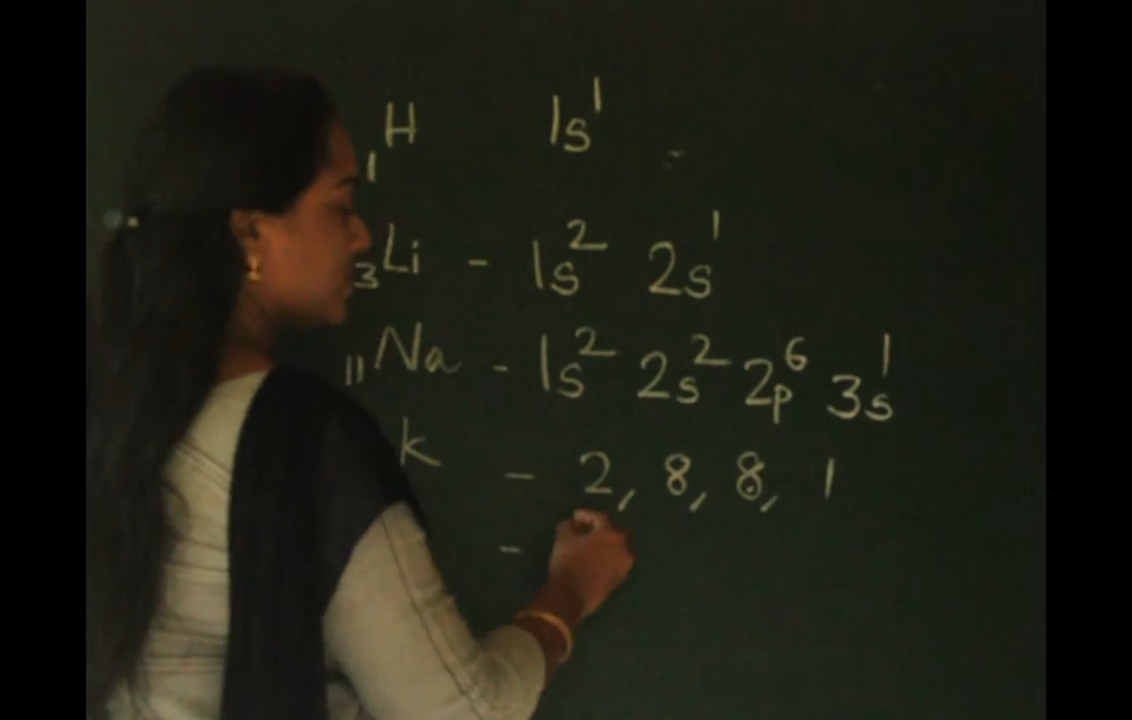 ₁H 1s¹
₃Li - 1s² 2s¹
₁₁Na - 1s² 2s² 2p⁶ 3s¹
k - 2, 8, 8, 1
-